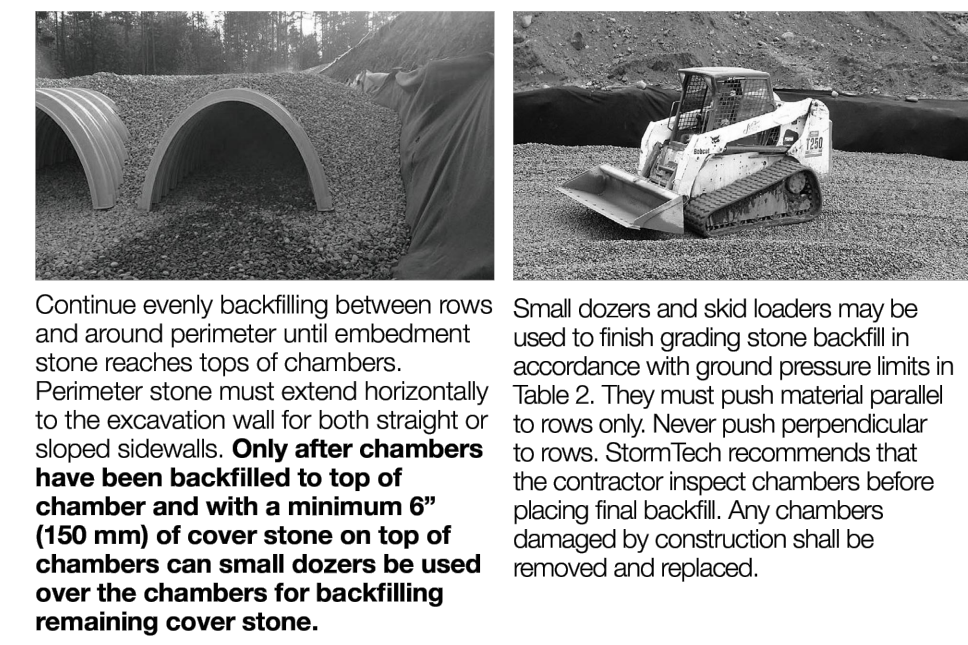 Bobcat
T250
Continue evenly backfilling between rows
and around perimeter until embedment
stone reaches tops of chambers.
Perimeter stone must extend horizontally
to the excavation wall for both straight or
sloped sidewalls. Only after chambers
have been backfilled to top of
chamber and with a minimum 6”
(150 mm) of cover stone on top of
chambers can small dozers be used
over the chambers for backfilling
remaining cover stone.
Small dozers and skid loaders may be
used to finish grading stone backfill in
accordance with ground pressure limits in
Table 2. They must push material parallel
to rows only. Never push perpendicular
to rows. StormTech recommends that
the contractor inspect chambers before
placing final backfill. Any chambers
damaged by construction shall be
removed and replaced.